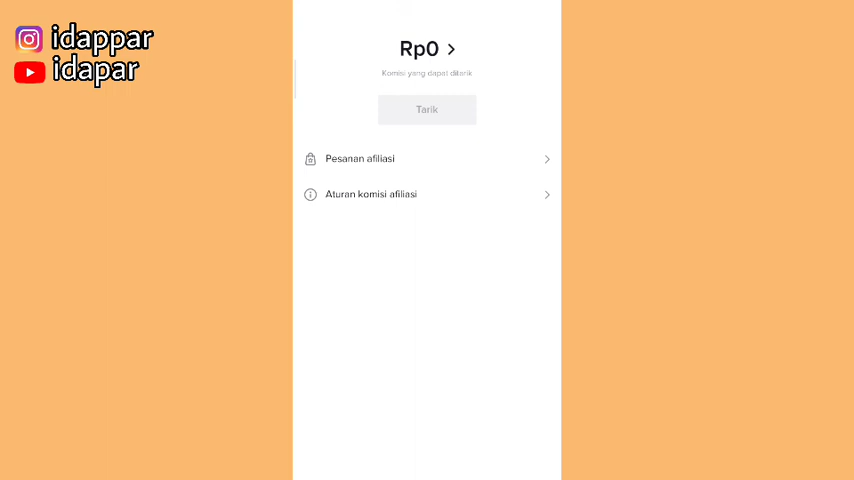 idappar
idapar
Rp0
Komisi yang dapat ditarik
Tarik
Pesanan afiliasi
Aturan komisi afiliasi